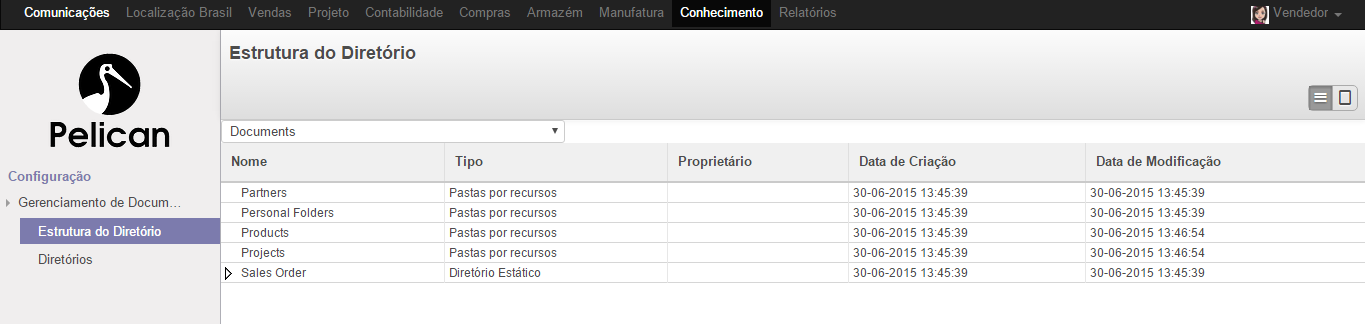 Comunicações Localização Brasil Vendas Projeto Contabilidade Compras Armazém Manufatura Conhecimento Relatórios Vendedor
Pelican
Configuração
Gerenciamento de Docum...
Estrutura do Diretório
Diretórios
Estrutura do Diretório
Documents
Nome Tipo Proprietário Data de Criação Data de Modificação
Partners Pastas por recursos 30-06-2015 13:45:39 30-06-2015 13:45:39
Personal Folders Pastas por recursos 30-06-2015 13:45:39 30-06-2015 13:45:39
Products Pastas por recursos 30-06-2015 13:45:39 30-06-2015 13:46:54
Projects Pastas por recursos 30-06-2015 13:45:39 30-06-2015 13:46:54
Sales Order Diretório Estático 30-06-2015 13:45:39 30-06-2015 13:45:39